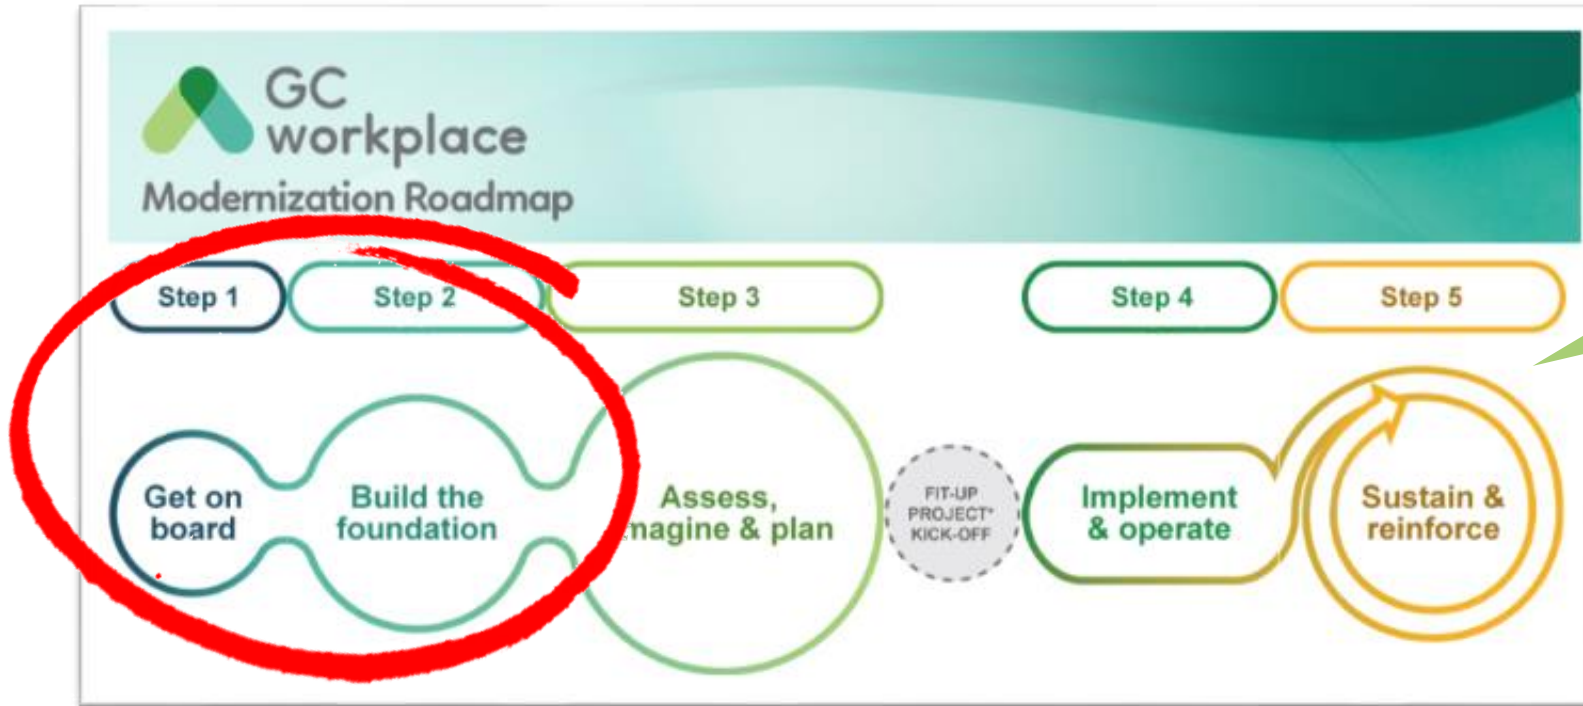 GC
workplace
Modernization Roadmap
Step 1
Step 2
Step 3
Step 4
Step 5
Get on
board
Build the
foundation
Assess,
magine & plan
FIT-UP
PROJECT*
KICK-OFF
Implement
& operate
Sustain &
reinforce